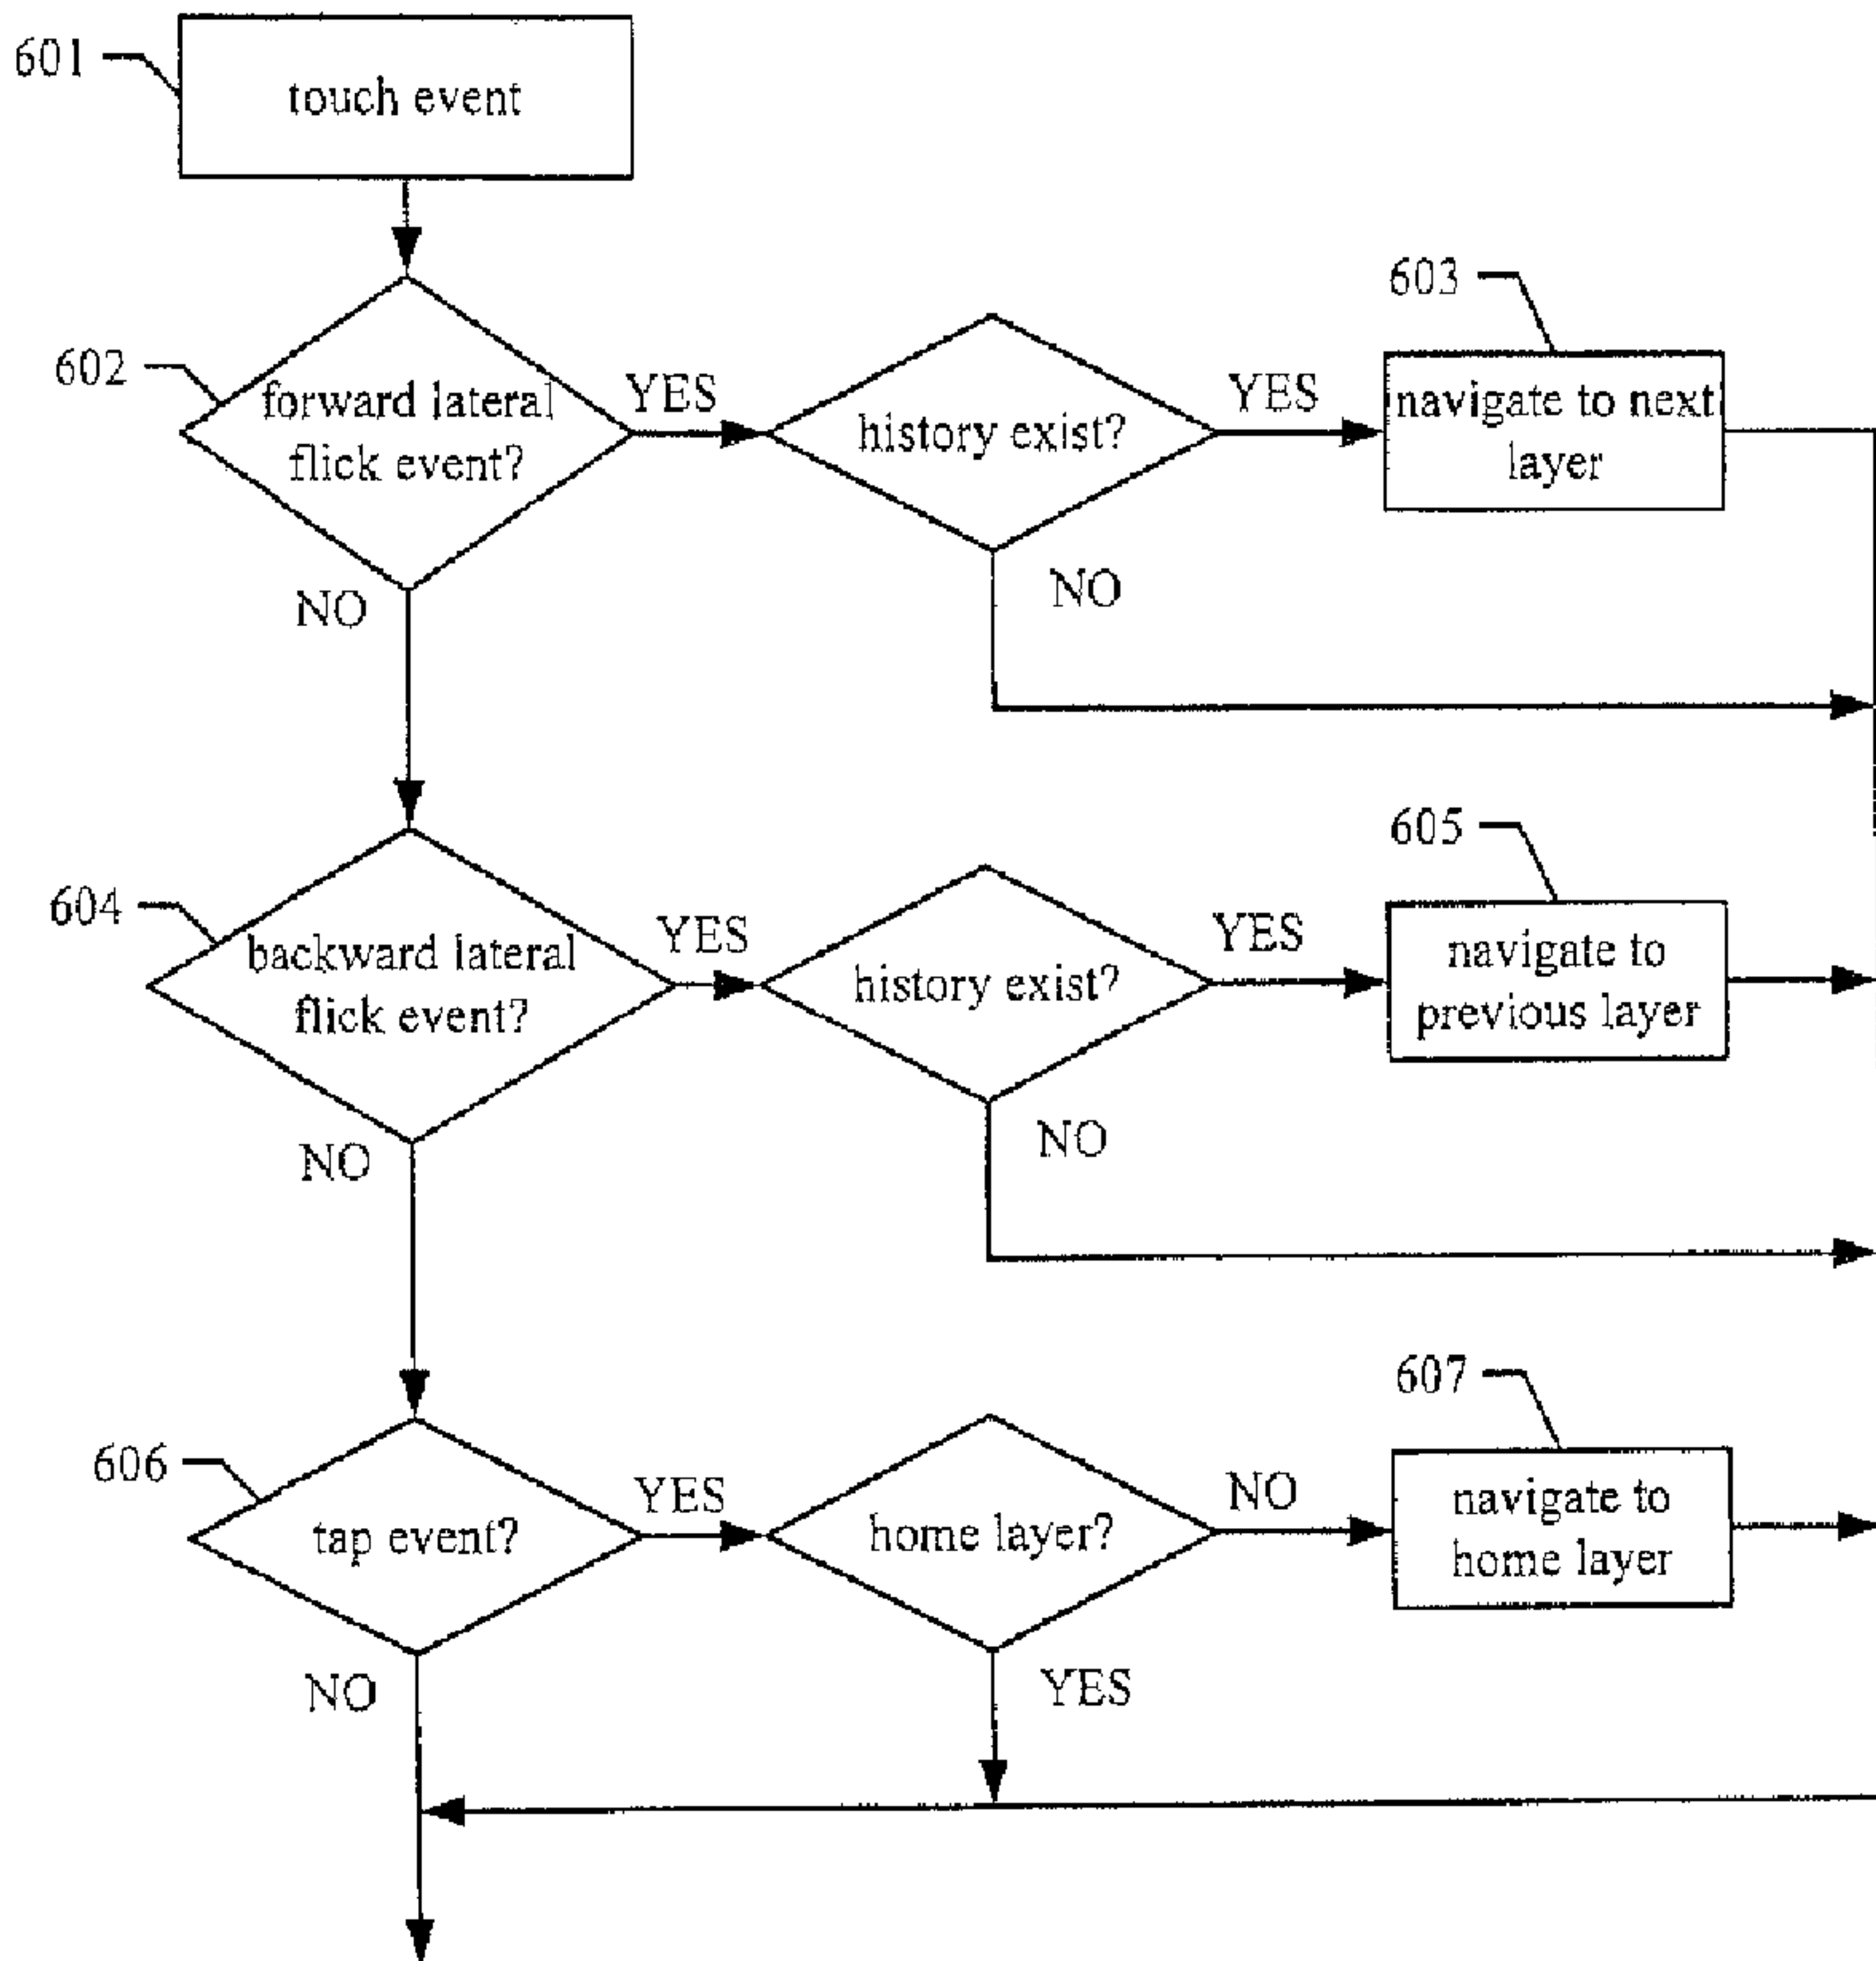 601
touch event
602
forward lateral
flick event?
YES
history exist?
YES
603
navigate to next
layer
NO
NO
604
backward lateral
flick event?
YES
history exist?
YES
605
navigate to
previous layer
NO
NO
606
tap event?
YES
home layer?
NO
607
navigate to
home layer
NO
YES